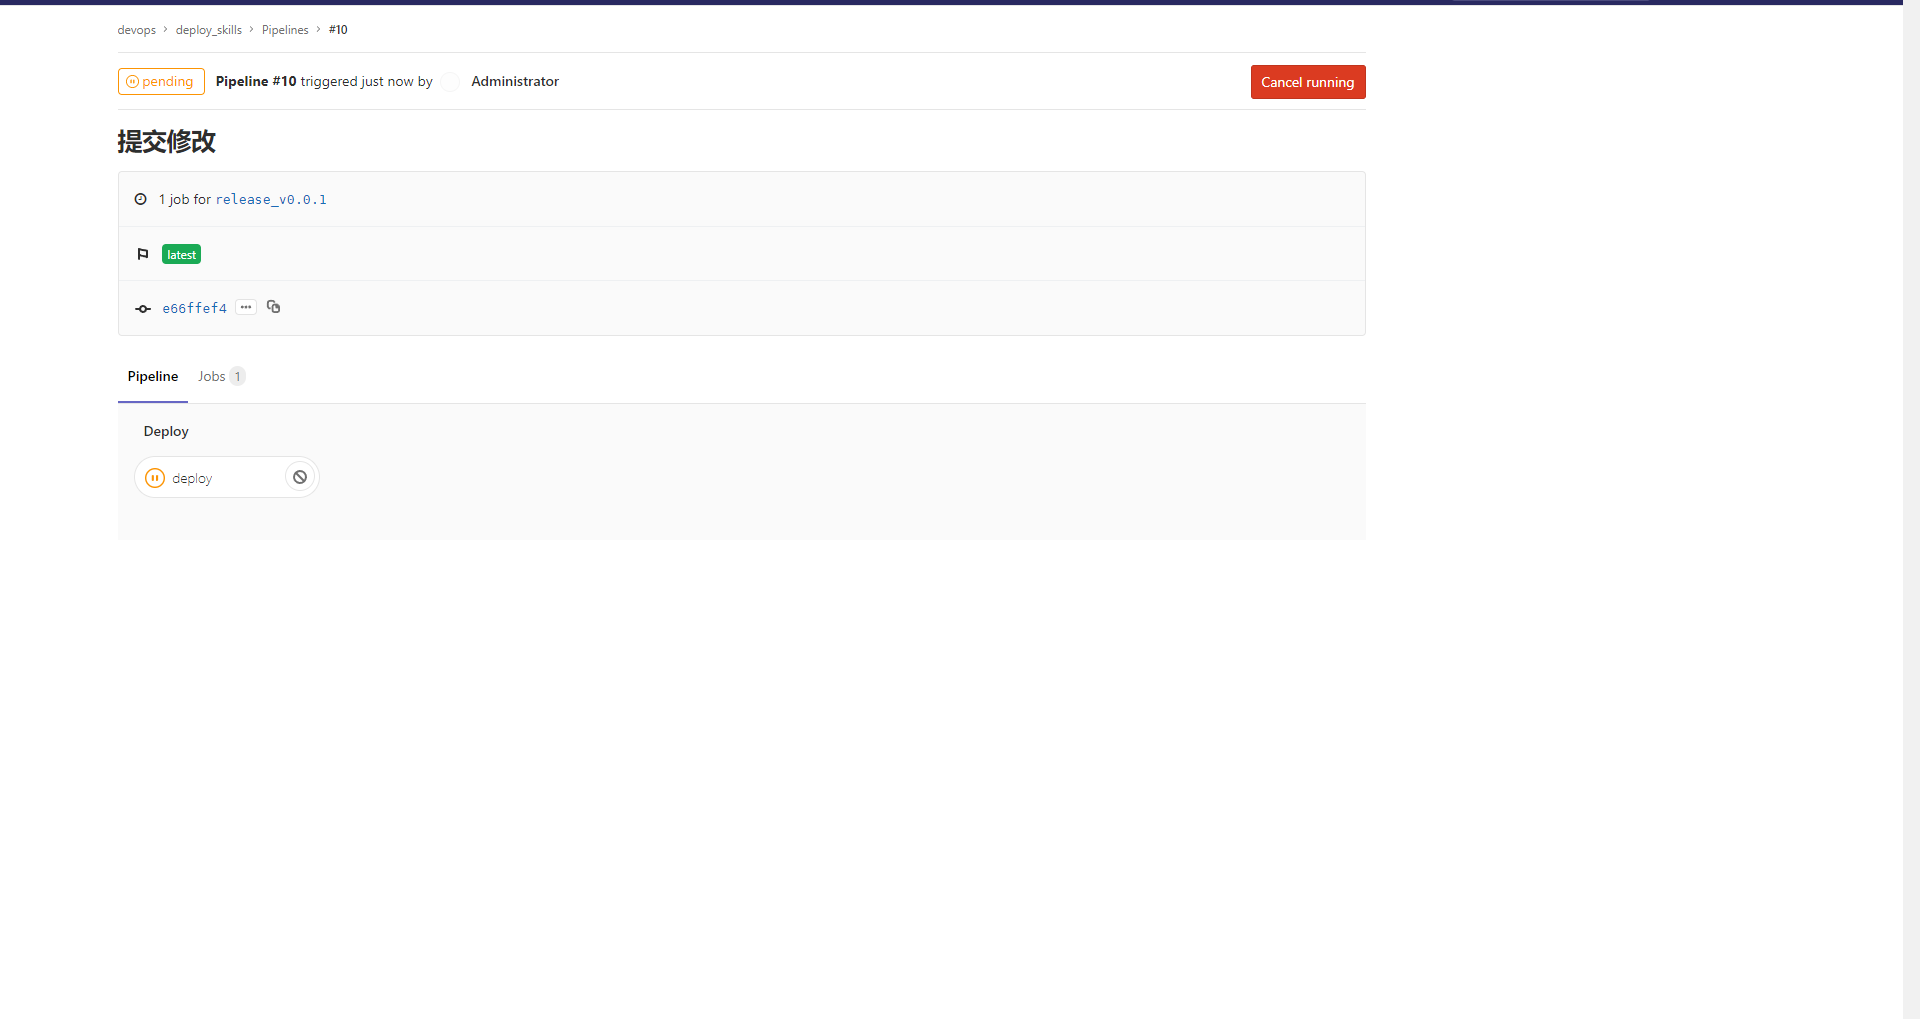 devops > deploy_skills > Pipelines > #10
pending Pipeline #10 triggered just now by Administrator Cancel running
提交修改
1 job for release_v0.0.1
latest
e66ffef4
Pipeline Jobs 1
Deploy
deploy